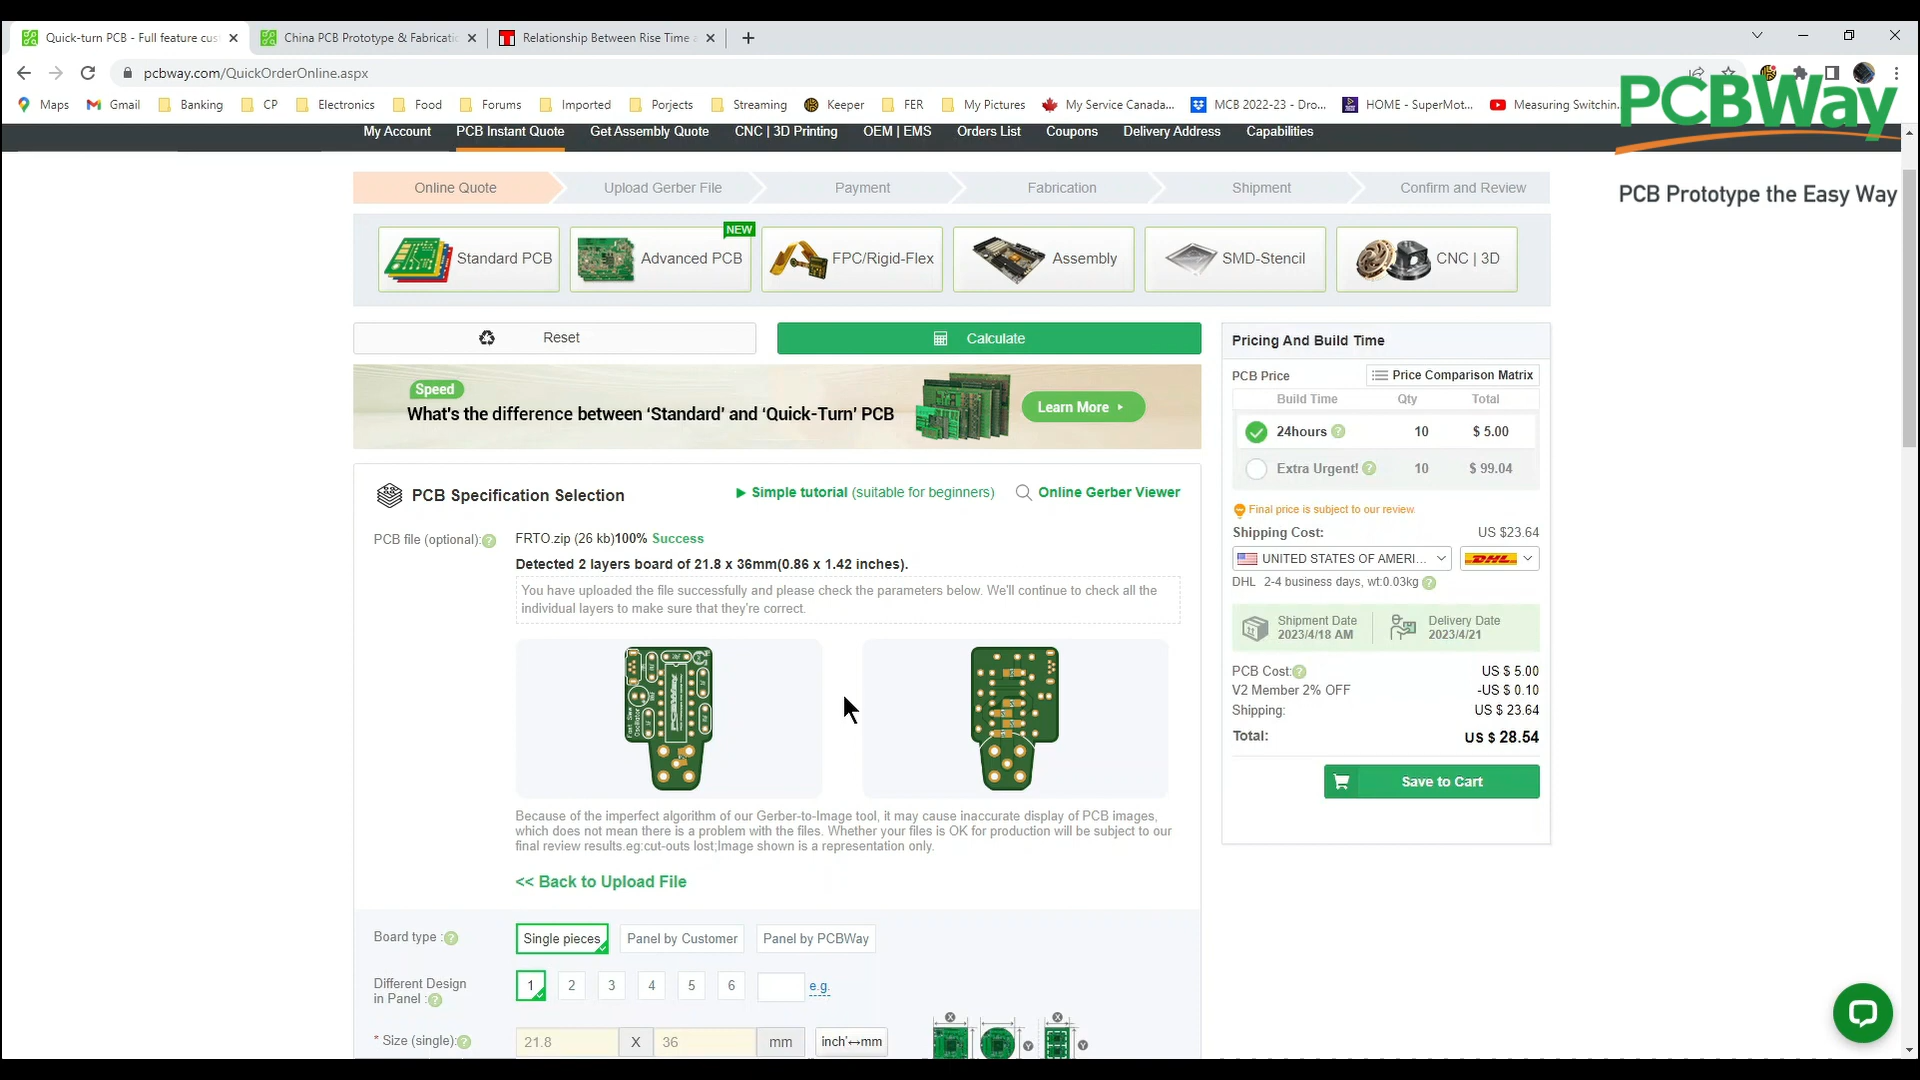 Quick-turn PCB - Full feature cus
China PCB Prototype & Fabricatio
Relationship Between Rise Time a
pcbway.com/QuickOrderOnline.aspx
Maps
Gmail
Banking
CP
Electronics
Food
Forums
Imported
Porjects
Streaming
Keeper
FER
My Pictures
My Service Canada...
MCB 2022-23 - Dro...
HOME - SuperMot...
Measuring Switchin...
PCBWay
PCB Prototype the Easy Way
My Account
PCB Instant Quote
Get Assembly Quote
CNC | 3D Printing
OEM | EMS
Orders List
Coupons
Delivery Address
Capabilities
Online Quote
Upload Gerber File
Payment
Fabrication
Shipment
Confirm and Review
Standard PCB
NEW
Advanced PCB
FPC/Rigid-Flex
Assembly
SMD-Stencil
CNC | 3D
Reset
Calculate
Speed
What's the difference between ‘Standard’ and ‘Quick-Turn’ PCB
Learn More
PCB Specification Selection
Simple tutorial (suitable for beginners)
Online Gerber Viewer
PCB file (optional):
FRTO.zip (26 kb)100% Success
Detected 2 layers board of 21.8 x 36mm(0.86 x 1.42 inches).
You have uploaded the file successfully and please check the parameters below. We'll continue to check all the
individual layers to make sure that they're correct.
PCBWay
Because of the imperfect algorithm of our Gerber-to-Image tool, it may cause inaccurate display of PCB images,
which does not mean there is a problem with the files. Whether your files is OK for production will be subject to our
final review results.eg:cut-outs lost;Image shown is a representation only.
<< Back to Upload File
Board type :
Single pieces
Panel by Customer
Panel by PCBWay
Different Design
in Panel :
1
2
3
4
5
6
e.g.
* Size (single):
21.8
X
36
mm
inch'↔mm
X
X
Y
Y
Pricing And Build Time
PCB Price
Price Comparison Matrix
Build Time Qty Total
24hours 10 $ 5.00
Extra Urgent! 10 $ 99.04
Final price is subject to our review.
Shipping Cost: US $23.64
UNITED STATES OF AMERI...
DHL
DHL 2-4 business days, wt:0.03kg
Shipment Date
2023/4/18 AM
Delivery Date
2023/4/21
PCB Cost: US $ 5.00
V2 Member 2% OFF -US $ 0.10
Shipping: US $ 23.64
Total: US $ 28.54
Save to Cart